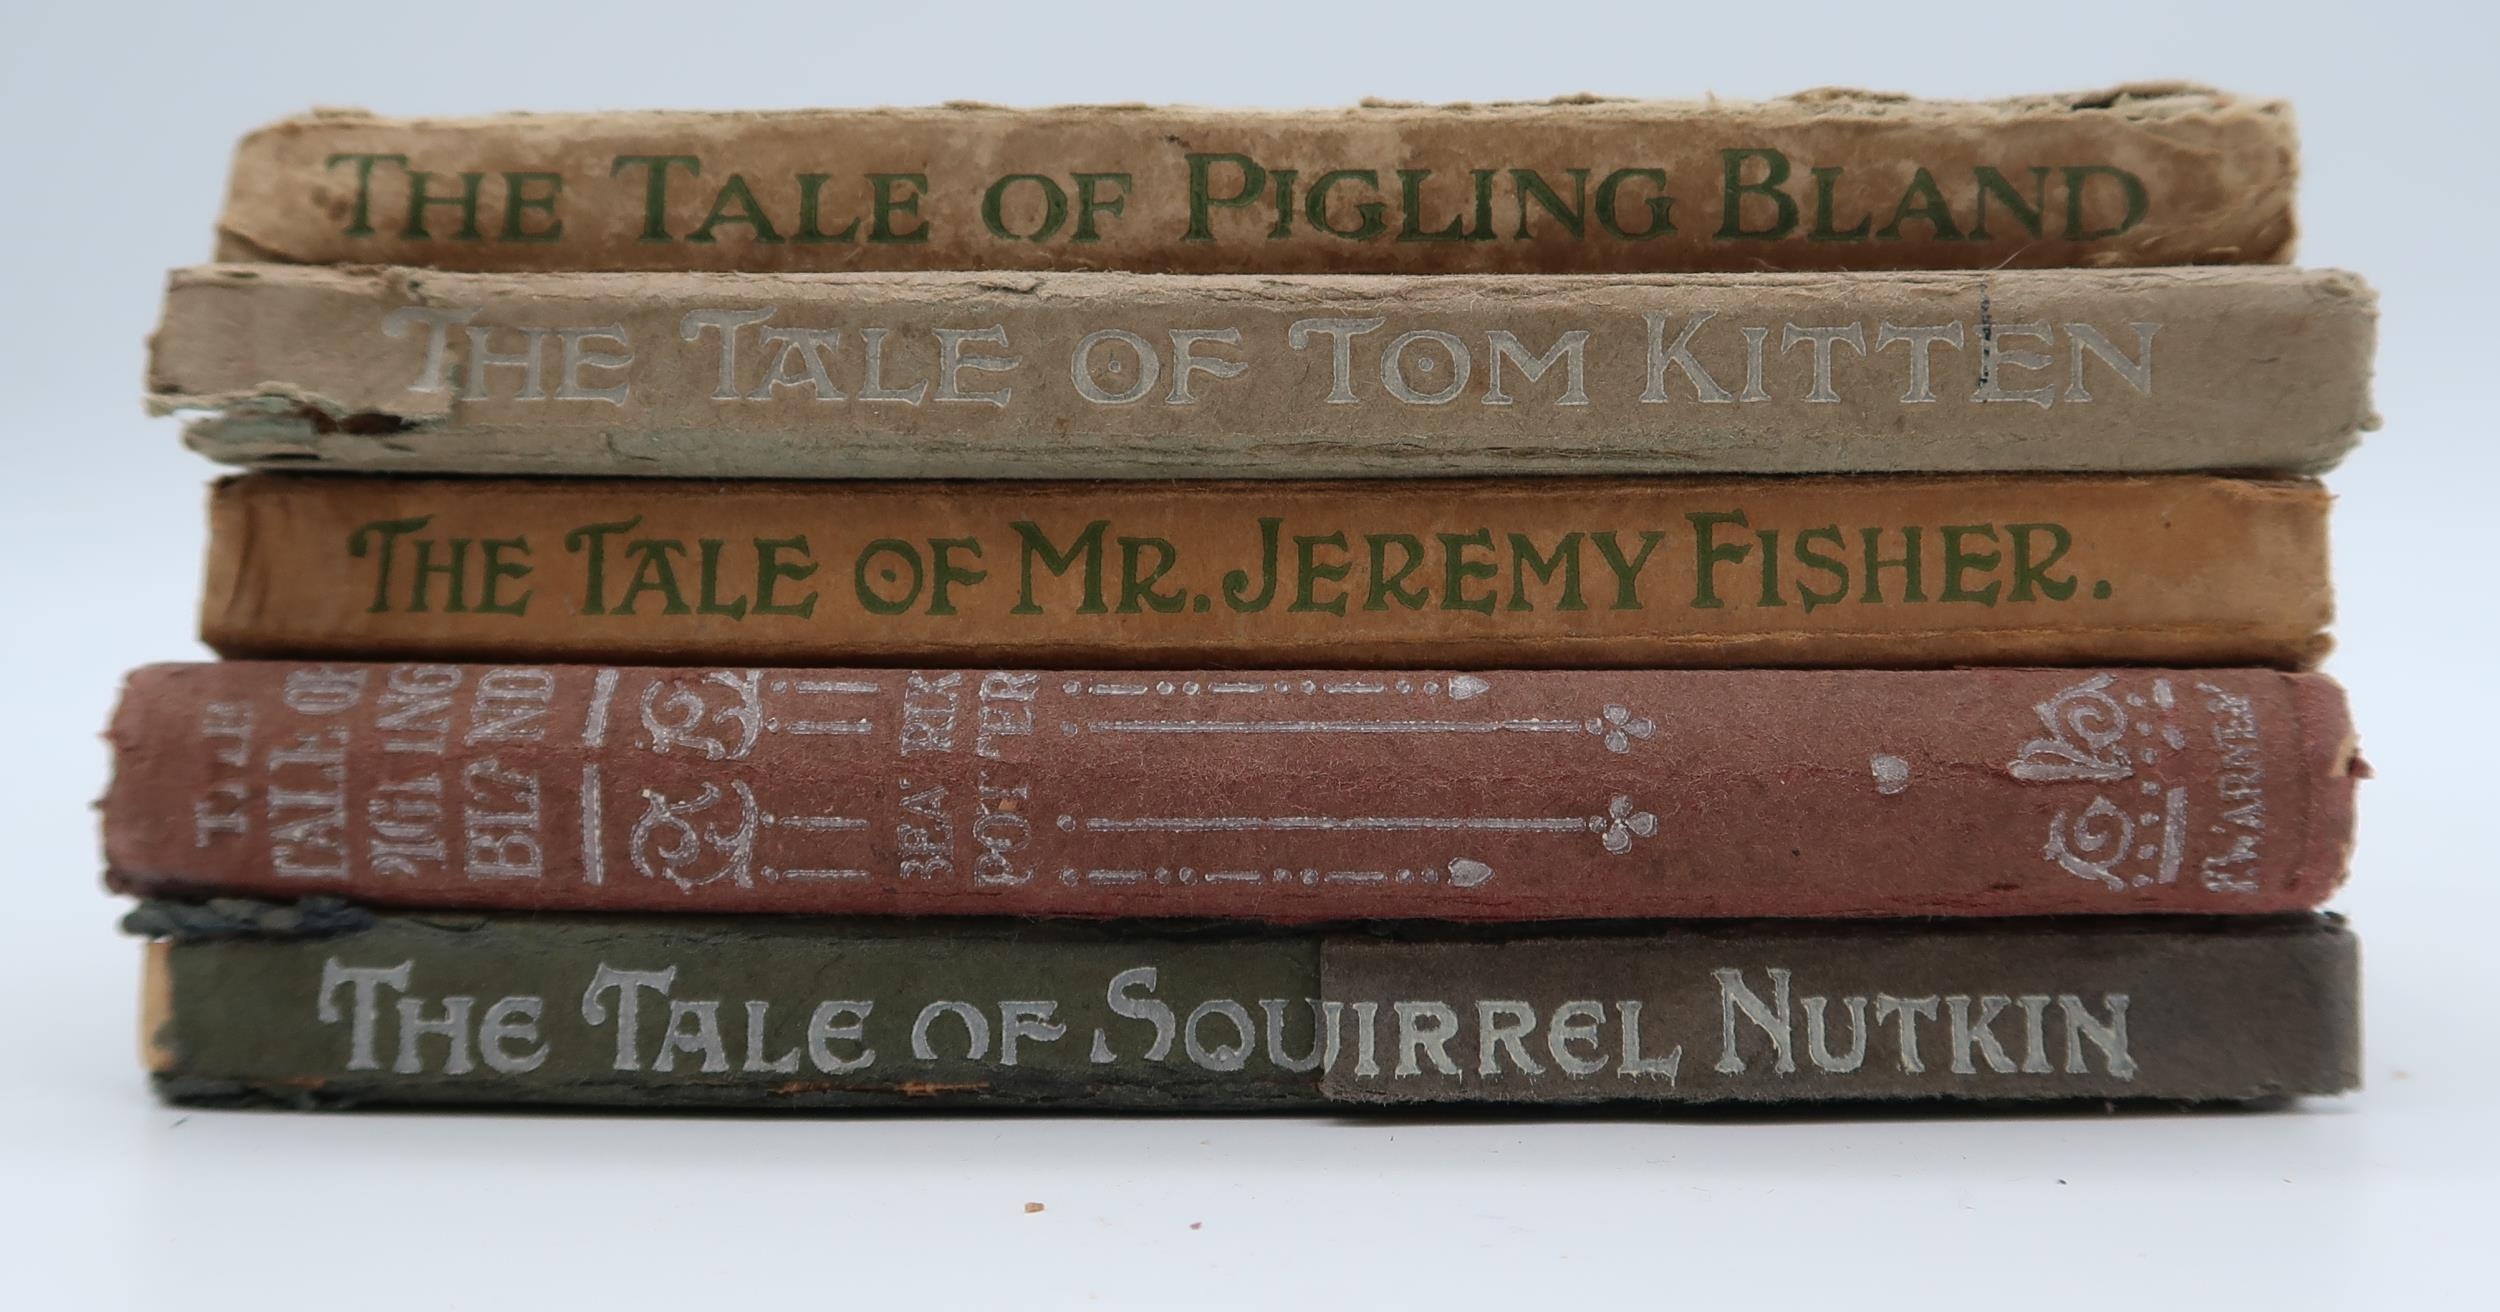 THE TALE OF PIGLING BLAND
THE TALE OF TOM KITTEN
THE TALE OF MR. JEREMY FISHER.
THE
TALE OF
PIGLING
BLAND
BEATRIX
POTTER
F. WARNE &
THE TALE OF SQUIRREL NUTKIN